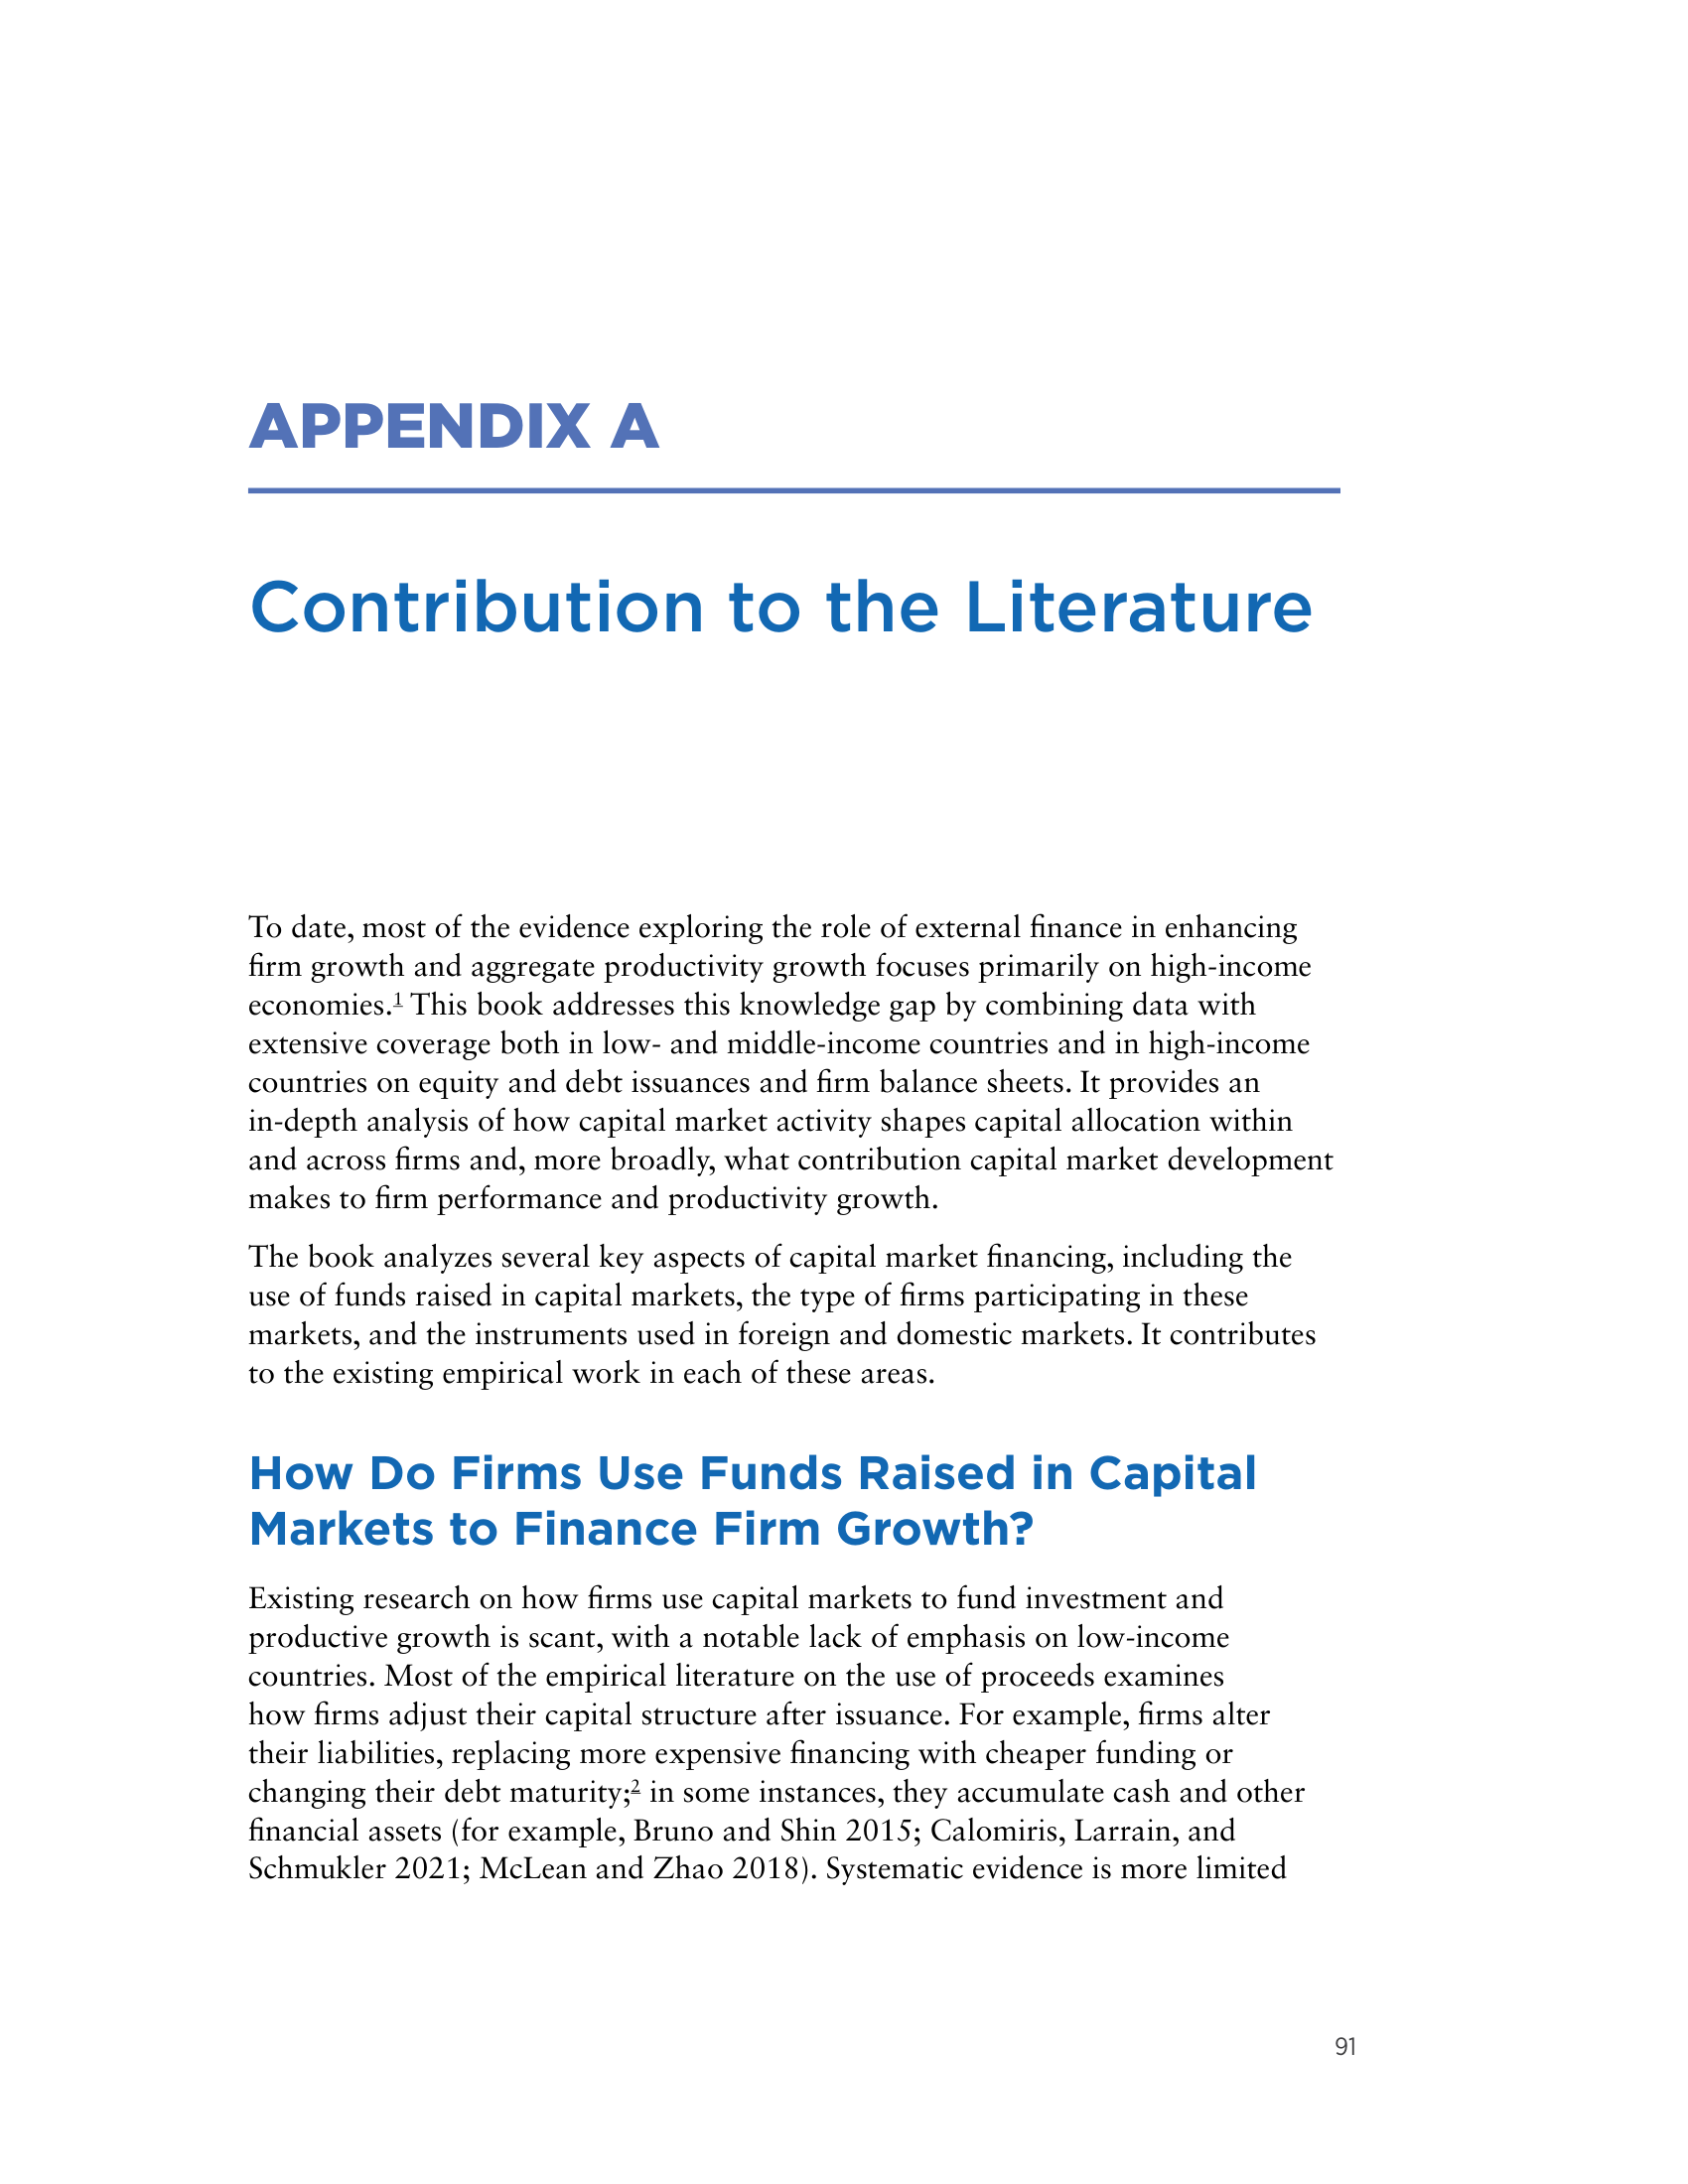 APPENDIX A
Contribution to the Literature
To date, most of the evidence exploring the role of external finance in enhancing
firm growth and aggregate productivity growth focuses primarily on high-income
economies.1 This book addresses this knowledge gap by combining data with
extensive coverage both in low- and middle-income countries and in high-income
countries on equity and debt issuances and firm balance sheets. It provides an
in-depth analysis of how capital market activity shapes capital allocation within
and across firms and, more broadly, what contribution capital market development
makes to firm performance and productivity growth.
The book analyzes several key aspects of capital market financing, including the
use of funds raised in capital markets, the type of firms participating in these
markets, and the instruments used in foreign and domestic markets. It contributes
to the existing empirical work in each of these areas.
How Do Firms Use Funds Raised in Capital
Markets to Finance Firm Growth?
Existing research on how firms use capital markets to fund investment and
productive growth is scant, with a notable lack of emphasis on low-income
countries. Most of the empirical literature on the use of proceeds examines
how firms adjust their capital structure after issuance. For example, firms alter
their liabilities, replacing more expensive financing with cheaper funding or
changing their debt maturity;2 in some instances, they accumulate cash and other
financial assets (for example, Bruno and Shin 2015; Calomiris, Larrain, and
Schmukler 2021; McLean and Zhao 2018). Systematic evidence is more limited
91